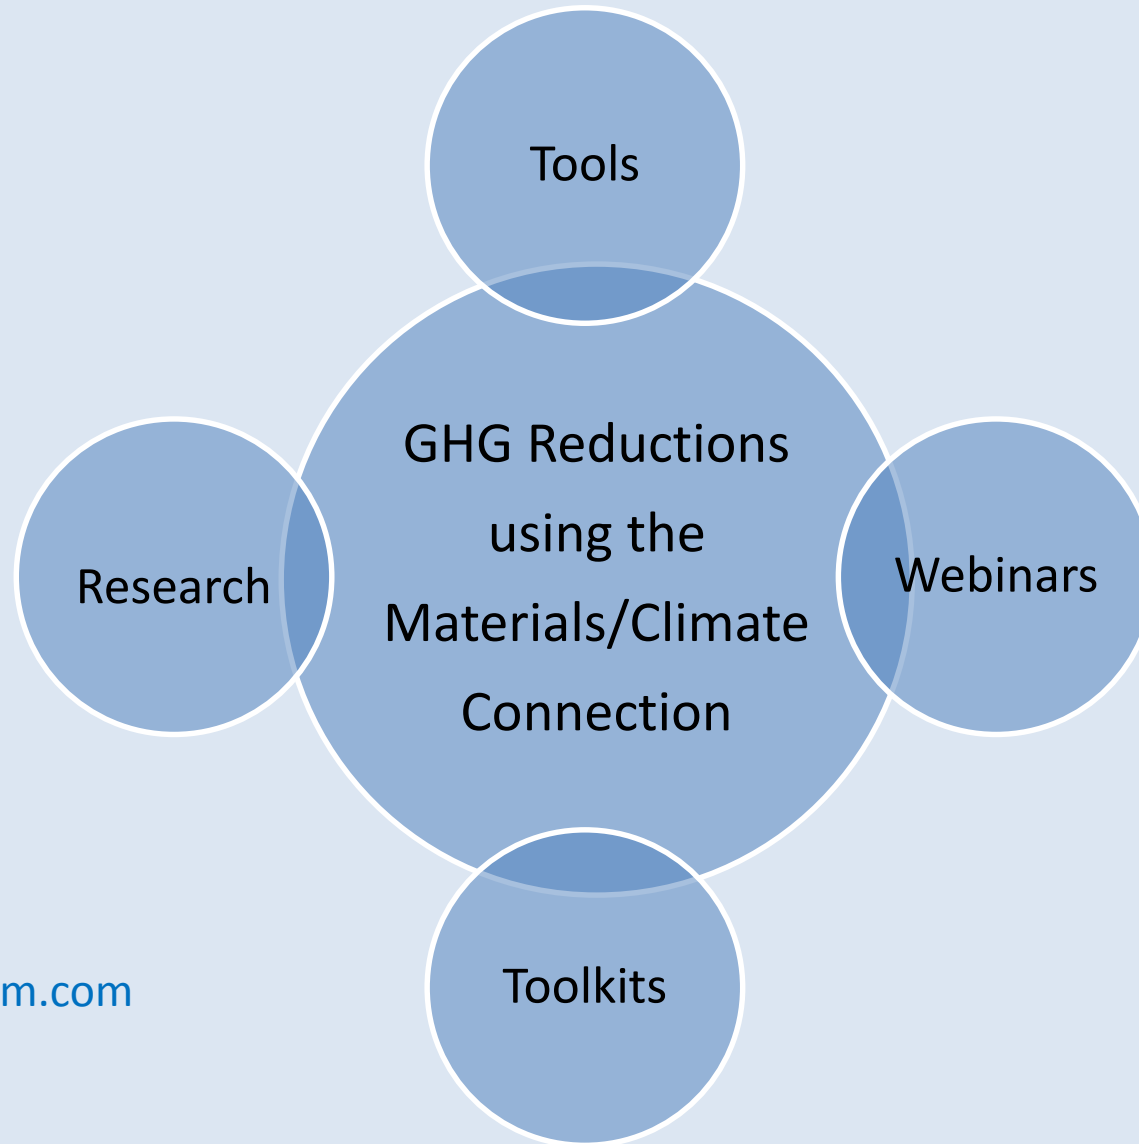 Tools
GHG Reductions
using the
Materials/Climate
Connection
Research
Webinars
Toolkits
m.com